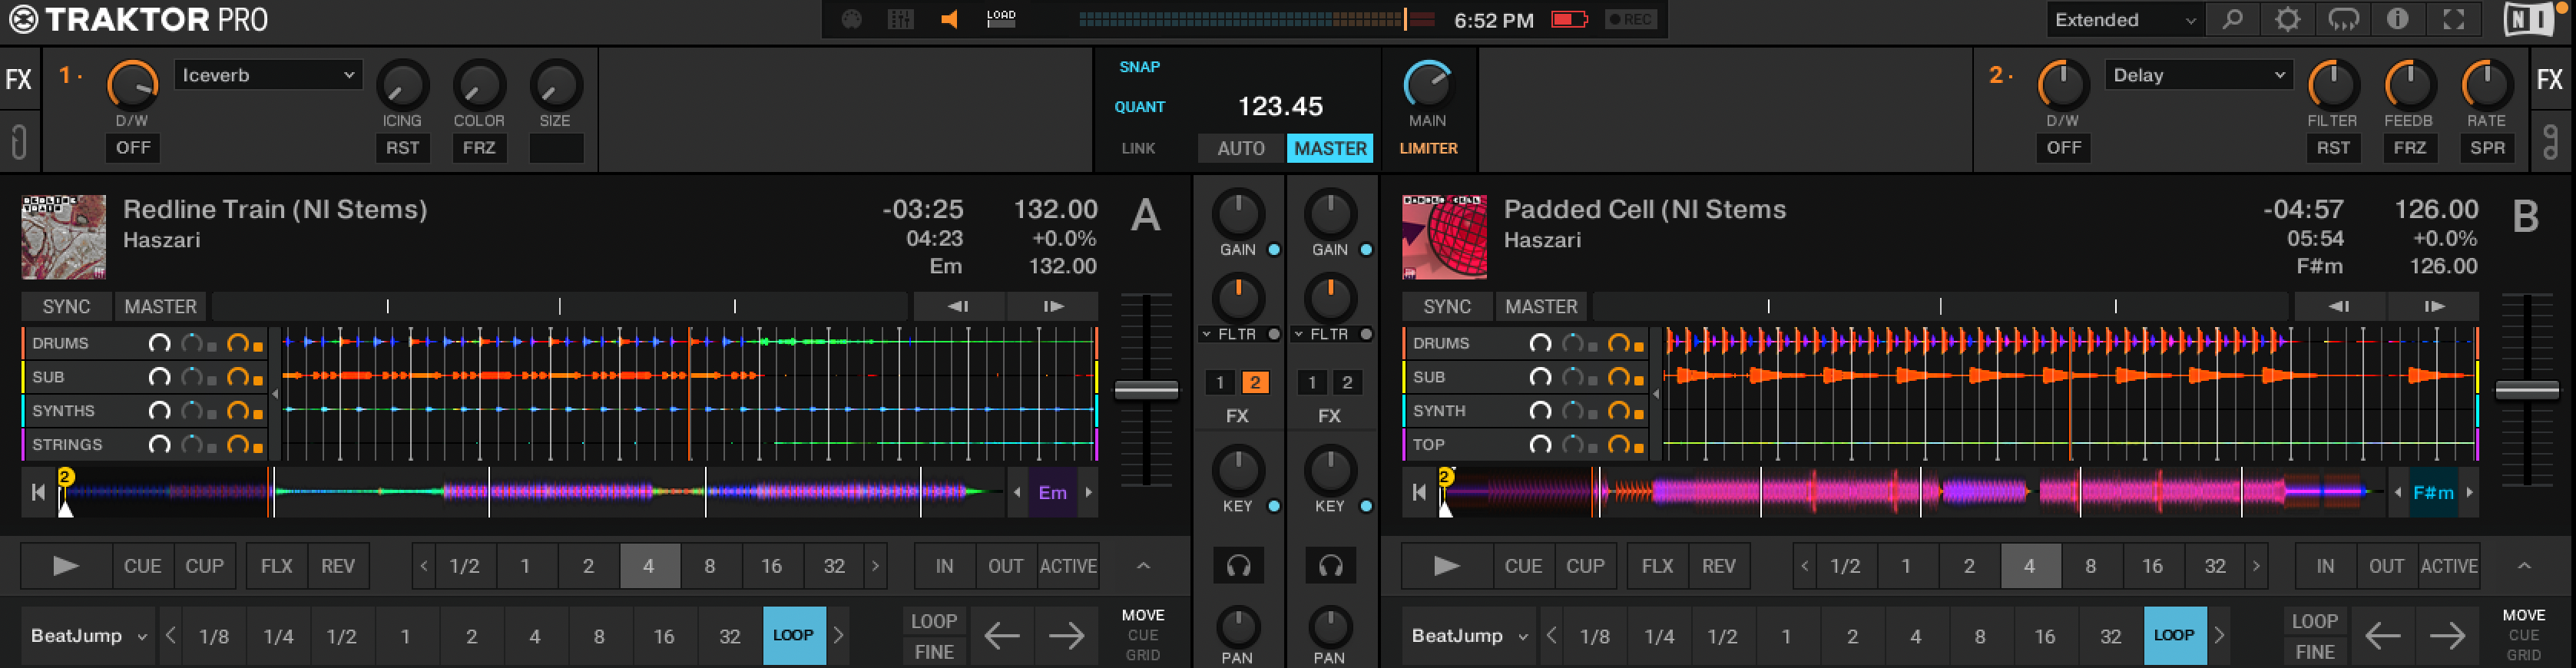 TRAKTOR PRO
LOAD
6:52 PM
REC
Extended
NI
FX
1
Iceverb
D/W
ICING
COLOR
SIZE
OFF
RST
FRZ
SNAP
QUANT
123.45
MAIN
LINK
AUTO
MASTER
LIMITER
2
Delay
FX
D/W
FILTER
FEEDB
RATE
OFF
RST
FRZ
SPR
REDLINE TRAIN
Redline Train (NI Stems)
-03:25
132.00
A
Haszari
04:23
+0.0%
Em
132.00
SYNC
MASTER
DRUMS
SUB
SYNTHS
STRINGS
2
Em
CUE
CUP
FLX
REV
1/2
1
2
4
8
16
32
IN
OUT
ACTIVE
BeatJump
1/8
1/4
1/2
1
2
4
8
16
32
LOOP
LOOP
FINE
MOVE
CUE
GRID
GAIN
GAIN
FLTR
FLTR
1
2
1
2
FX
FX
KEY
KEY
PAN
PAN
PADDED CELL
Padded Cell (NI Stems
-04:57
126.00
B
Haszari
05:54
+0.0%
F#m
126.00
SYNC
MASTER
DRUMS
SUB
SYNTH
TOP
2
F#m
CUE
CUP
FLX
REV
1/2
1
2
4
8
16
32
IN
OUT
ACTIVE
BeatJump
1/8
1/4
1/2
1
2
4
8
16
32
LOOP
LOOP
FINE
MOVE
CUE
GRID